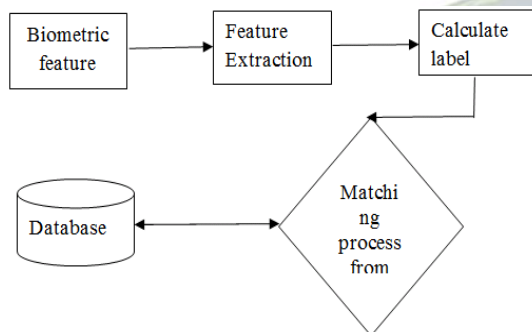 Biometric
feature
Feature
Extraction
Calculate
label
Matchi
ng
process
from
Database